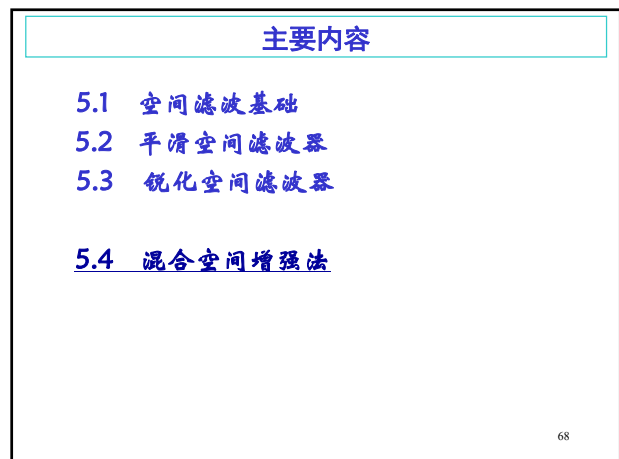 主要内容
5.1 空间滤波基础
5.2 平滑空间滤波器
5.3 锐化空间滤波器
5.4 混合空间增强法
68